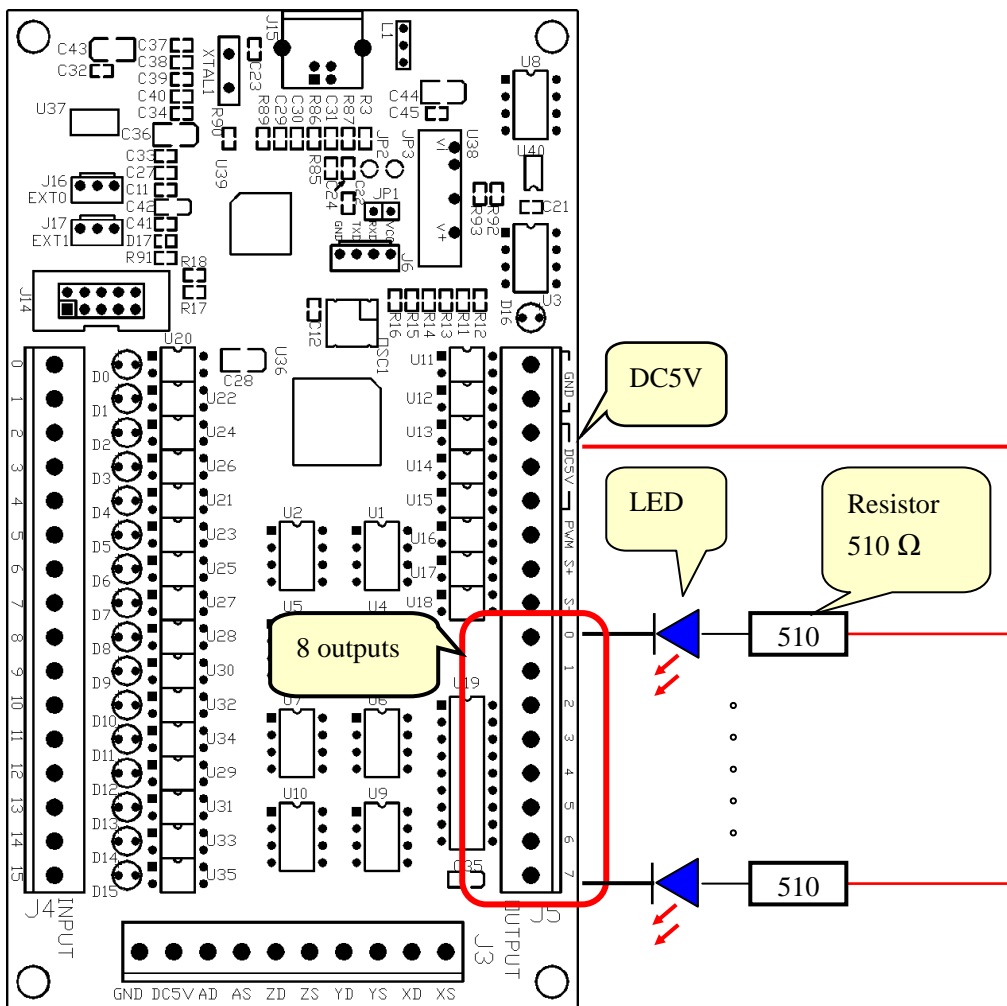 J15
L1
C43
C37
C38
C32
C39
C40
C34
XTAL1
C23
U8
C44
C45
U37
C36
R90
R89
C29
C30
R86
C31
R87
R3
JP2
JP3
V-
U38
V+
U40
C33
C27
C11
C42
C41
D17
R91
J16
EXT0
J17
EXT1
U39
R85
C24
C22
JP1
GND
TXD
RXD
VCC
J6
R93
R92
C21
U3
D16
J14
R18
R17
C12
OSC1
R16
R15
R14
R13
R11
R12
U20
C28
U36
U11
GND
DC5V
0
D0
1
D1
U22
U12
2
D2
U24
U13
DC5V
3
D3
U26
U14
4
D4
U21
U15
LED
Resistor
510 Ω
5
D5
U23
U2
U1
U16
PWM
6
D6
U25
U17
S+
7
D7
U27
U5
U4
U18
S-
8
D8
U28
8 outputs
0
510
9
D9
U30
U19
1
10
D10
U32
U7
U6
2
11
D11
U34
3
12
D12
U29
4
13
D13
U31
U10
U9
5
14
D14
U33
6
15
D15
U35
C35
7
510
J4
INPUT
OUTPUT
J5
J3
GND DC5V AD AS ZD ZS YD YS XD XS